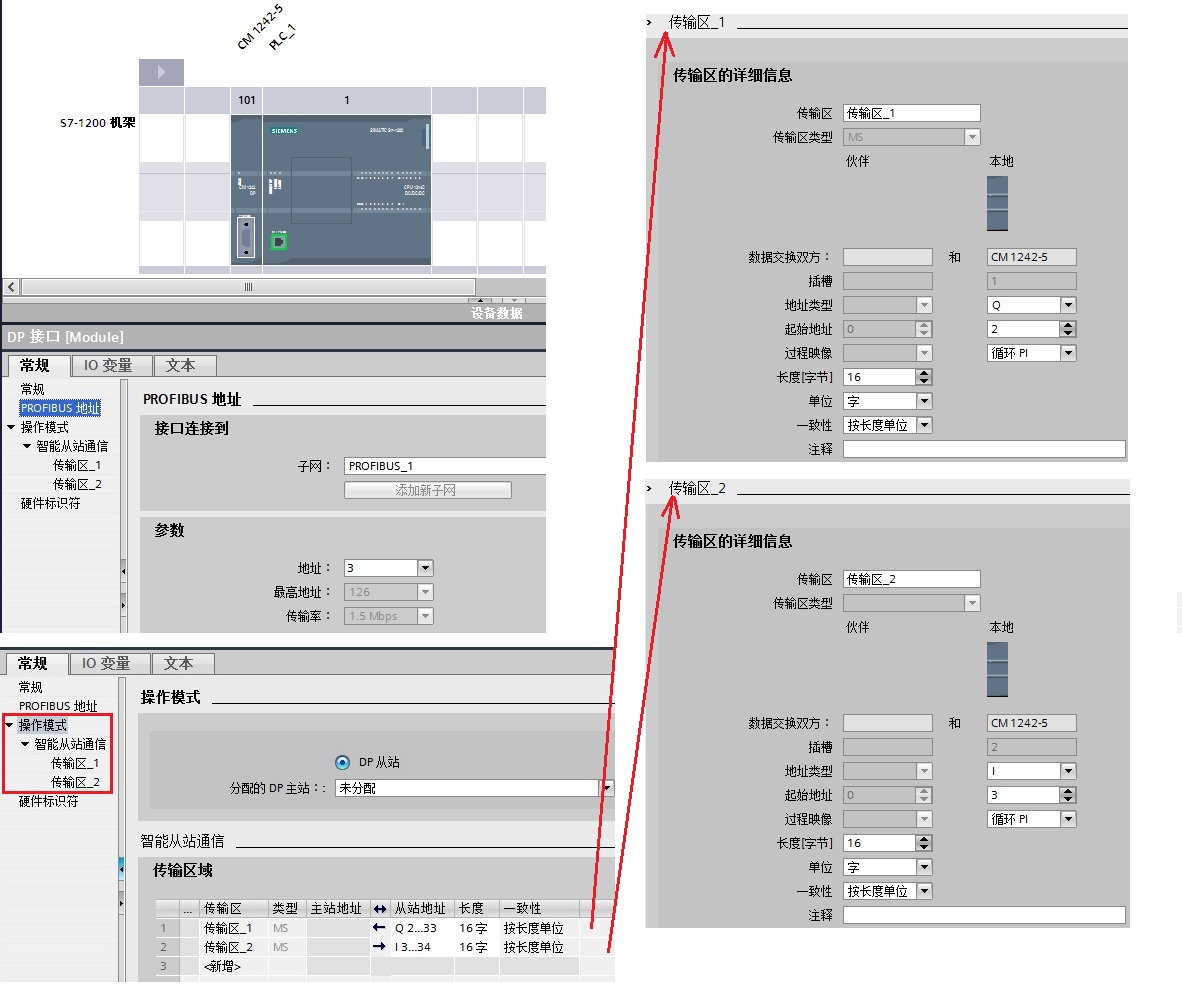 CM 1242-5
PLC_1
101
1
S7-1200 机架
SIEMENS
SIMATIC S7-1200
CM 1242
DP
CPU 1214C
DC/DC/DC
设备数据
DP 接口 [Module]
常规
IO 变量
文本
常规
PROFIBUS 地址
操作模式
智能从站通信
传输区_1
传输区_2
硬件标识符
PROFIBUS 地址
接口连接到
子网：
PROFIBUS_1
添加新子网
参数
地址：
3
最高地址：
126
传输率：
1.5 Mbps
常规
IO 变量
文本
常规
PROFIBUS 地址
操作模式
智能从站通信
传输区_1
传输区_2
硬件标识符
操作模式
DP 从站
分配的 DP 主站：:
未分配
智能从站通信
传输区域
... 传输区 类型 主站地址 ↔ 从站地址 长度 一致性
1 传输区_1 MS ← Q 2...33 16 字 按长度单位
2 传输区_2 MS → I 3...34 16 字 按长度单位
3 <新增>
传输区_1
传输区的详细信息
传输区 传输区_1
传输区类型 MS
伙伴 本地
数据交换双方： 和 CM 1242-5
插槽 1
地址类型 Q
起始地址 0 2
过程映像 循环 PI
长度[字节] 16
单位 字
一致性 按长度单位
注释
传输区_2
传输区的详细信息
传输区 传输区_2
传输区类型
伙伴 本地
数据交换双方： 和 CM 1242-5
插槽 2
地址类型 I
起始地址 0 3
过程映像 循环 PI
长度[字节] 16
单位 字
一致性 按长度单位
注释